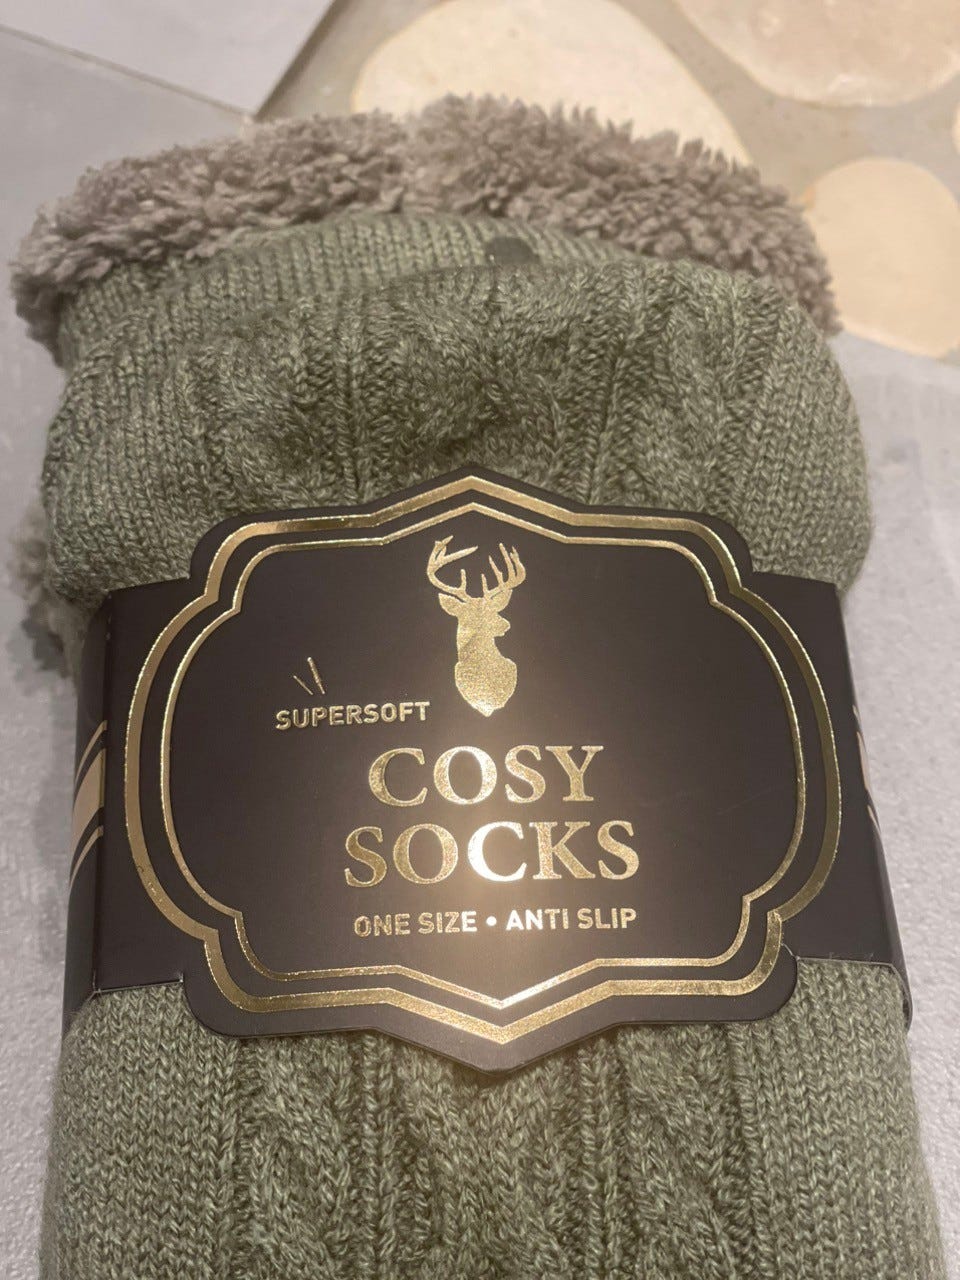 SUPERSOFT
COSY
SOCKS
ONE SIZE • ANTI SLIP